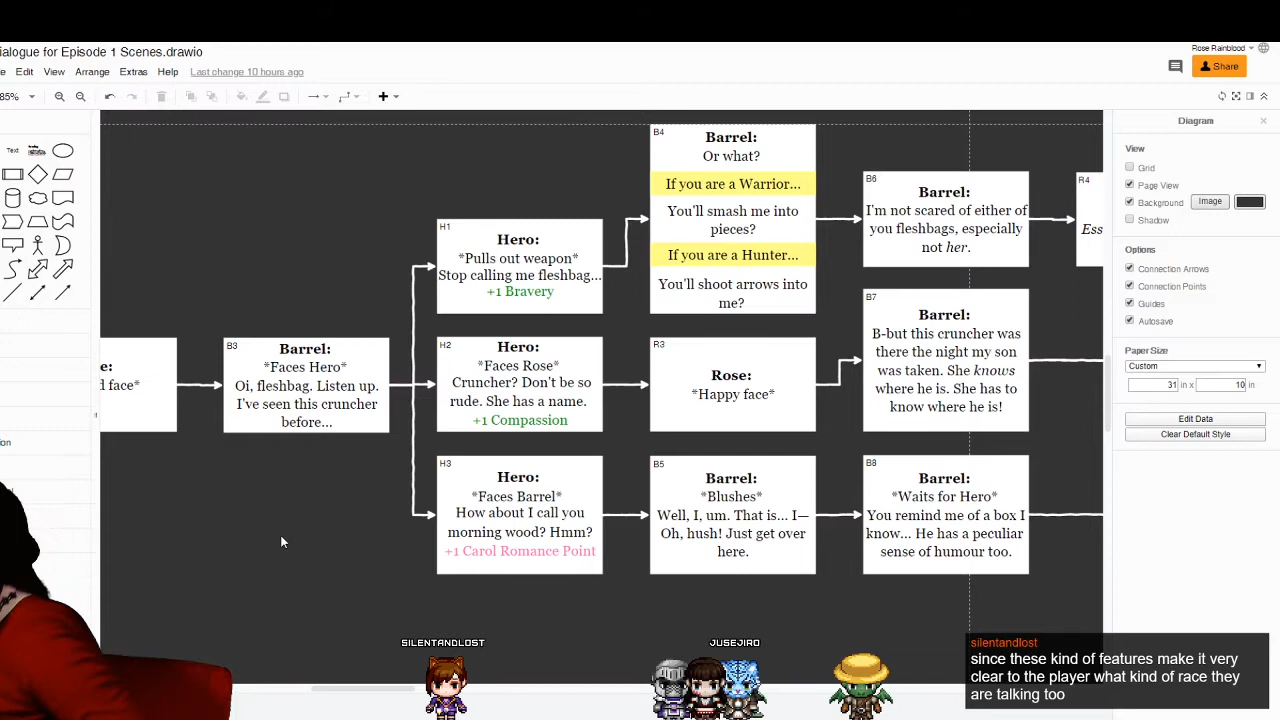 ialogue for Episode 1 Scenes.drawio
Rose Rainblood
e Edit View Arrange Extras Help Last change 10 hours ago
Share
85%
Text
Diagram
View
Grid
Page View
Background Image
Shadow
Options
Connection Arrows
Connection Points
Guides
Autosave
Paper Size
Custom
31 in x 10 in
Edit Data
Clear Default Style
e:
d face*
B3
Barrel:
*Faces Hero*
Oi, fleshbag. Listen up.
I've seen this cruncher
before...
H1
Hero:
*Pulls out weapon*
Stop calling me fleshbag...
+1 Bravery
H2
Hero:
*Faces Rose*
Cruncher? Don't be so
rude. She has a name.
+1 Compassion
H3
Hero:
*Faces Barrel*
How about I call you
morning wood? Hmm?
+1 Carol Romance Point
B4
Barrel:
Or what?
If you are a Warrior...
You'll smash me into
pieces?
If you are a Hunter...
You'll shoot arrows into
me?
R3
Rose:
*Happy face*
B5
Barrel:
*Blushes*
Well, I, um. That is... I—
Oh, hush! Just get over
here.
B6
Barrel:
I'm not scared of either of
you fleshbags, especially
not her.
B7
Barrel:
B-but this cruncher was
there the night my son
was taken. She knows
where he is. She has to
know where he is!
B8
Barrel:
*Waits for Hero*
You remind me of a box I
know... He has a peculiar
sense of humour too.
R4
Ess
ion
SILENTANDLOST
JUSEJIRO
silentandlost
since these kind of features make it very
clear to the player what kind of race they
are talking too